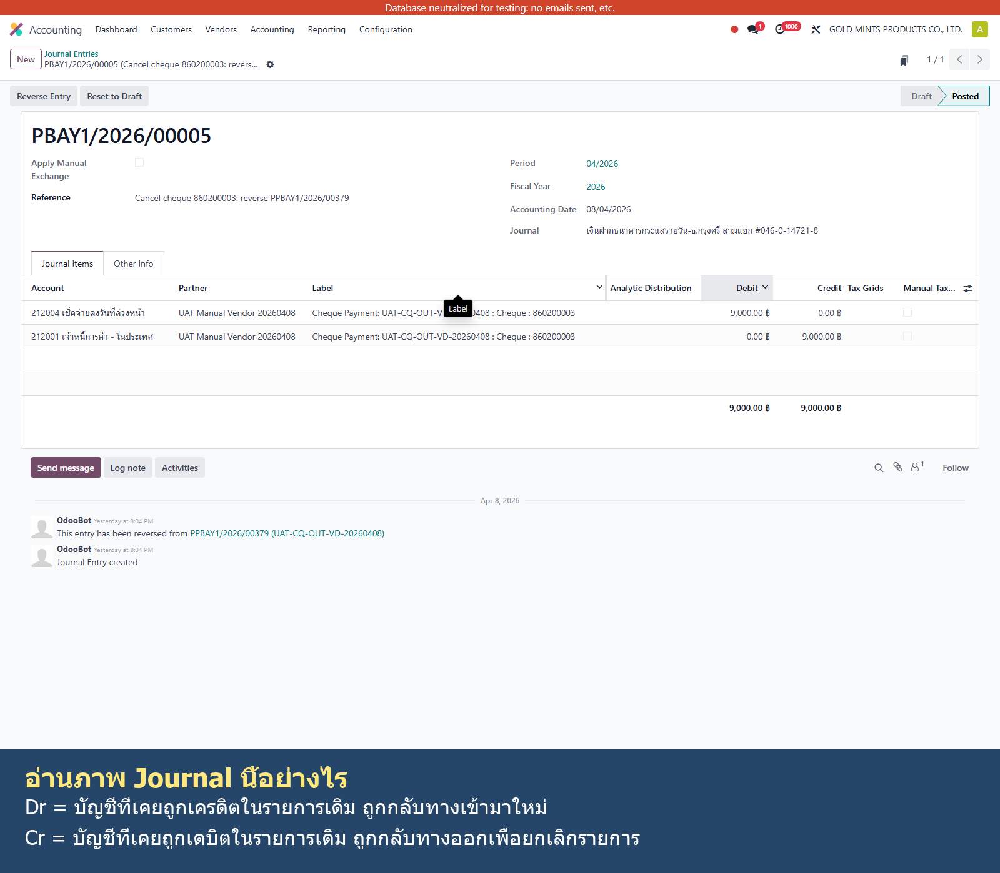 Database neutralized for testing: no emails sent, etc.
Accounting Dashboard Customers Vendors Accounting Reporting Configuration 1 1000 GOLD MINTS PRODUCTS CO., LTD. A
New Journal Entries
PBAY1/2026/00005 (Cancel cheque 860200003: revers... 1 / 1
Reverse Entry Reset to Draft Draft Posted
PBAY1/2026/00005
Apply Manual Exchange
Period 04/2026
Fiscal Year 2026
Reference Cancel cheque 860200003: reverse PPBAY1/2026/00379
Accounting Date 08/04/2026
Journal เงินฝากธนาคารกระแสรายวัน-ธ.กรุงศรี สามแยก #046-0-14721-8
Journal Items Other Info
Account Partner Label Analytic Distribution Debit Credit Tax Grids Manual Tax...
Label
212004 เช็คจ่ายลงวันที่ล่วงหน้า UAT Manual Vendor 20260408 Cheque Payment: UAT-CQ-OUT-V 0408 : Cheque : 860200003 9,000.00 ฿ 0.00 ฿
212001 เจ้าหนี้การค้า - ในประเทศ UAT Manual Vendor 20260408 Cheque Payment: UAT-CQ-OUT-VD-20260408 : Cheque : 860200003 0.00 ฿ 9,000.00 ฿
9,000.00 ฿ 9,000.00 ฿
Send message Log note Activities 1 Follow
Apr 8, 2026
OdooBot Yesterday at 8:04 PM
This entry has been reversed from PPBAY1/2026/00379 (UAT-CQ-OUT-VD-20260408)
OdooBot Yesterday at 8:04 PM
Journal Entry created
อ่านภาพ Journal นี้อย่างไร
Dr = บัญชีที่เคยถูกเครดิตในรายการเดิม ถูกกลับทางเข้ามาใหม่
Cr = บัญชีที่เคยถูกเดบิตในรายการเดิม ถูกกลับทางออกเพื่อยกเลิกรายการ